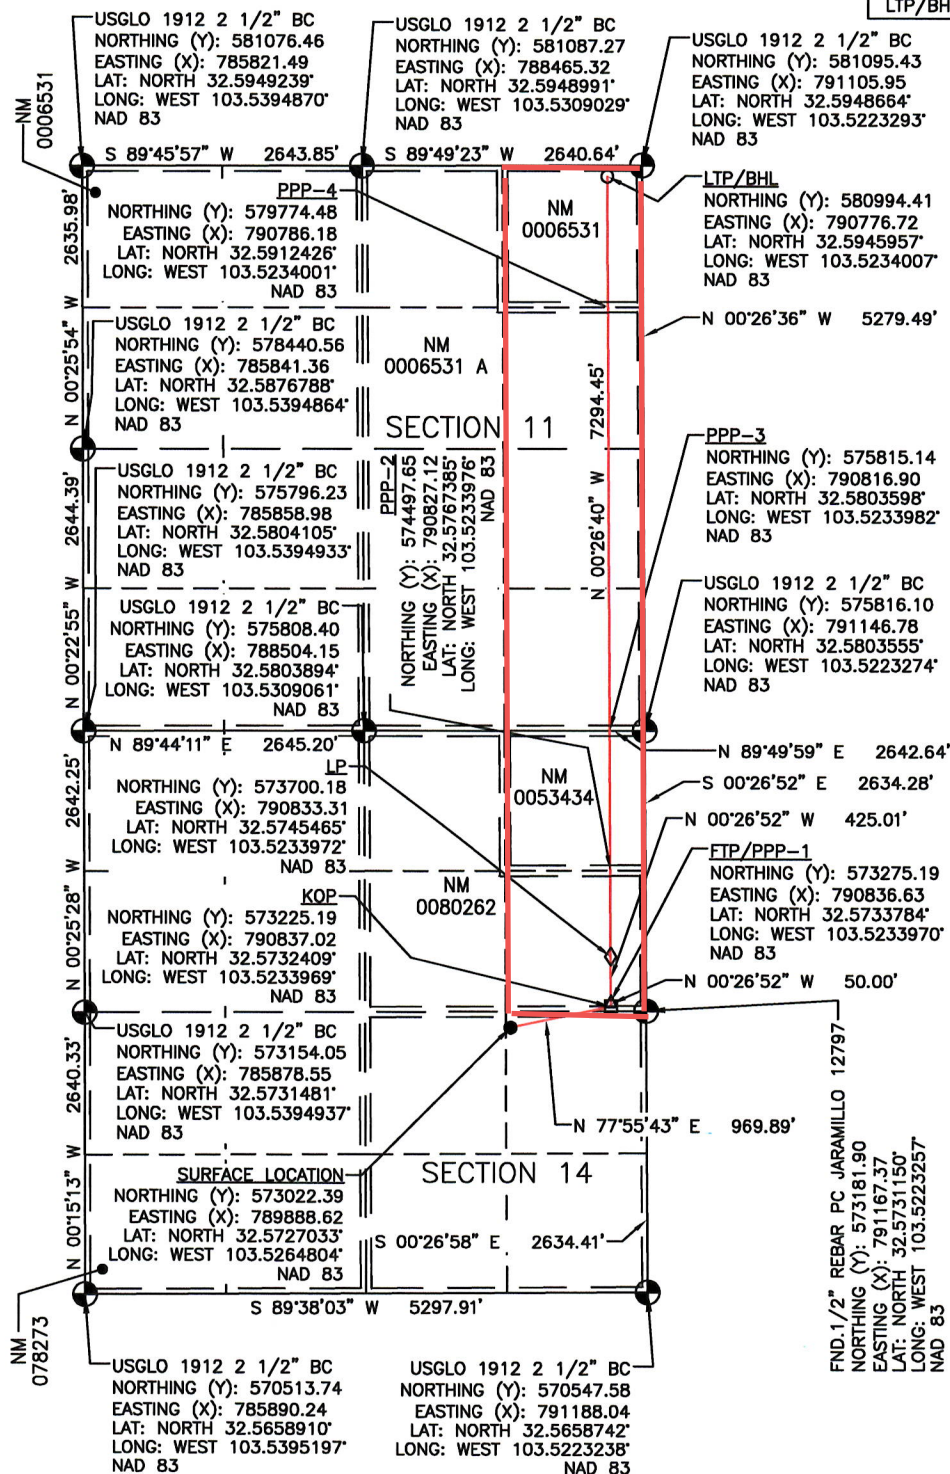 LTP/BH
USGLO 1912 2 1/2" BC
NORTHING (Y): 581076.46
EASTING (X): 785821.49
LAT: NORTH 32.5949239°
LONG: WEST 103.5394870°
NAD 83
USGLO 1912 2 1/2" BC
NORTHING (Y): 581087.27
EASTING (X): 788465.32
LAT: NORTH 32.5948991°
LONG: WEST 103.5309029°
NAD 83
USGLO 1912 2 1/2" BC
NORTHING (Y): 581095.43
EASTING (X): 791105.95
LAT: NORTH 32.5948664°
LONG: WEST 103.5223293°
NAD 83
NM
0006531
S 89°45'57" W 2643.85'
S 89°49'23" W 2640.64'
PPP-4
NORTHING (Y): 579774.48
EASTING (X): 790786.18
LAT: NORTH 32.5912426°
LONG: WEST 103.5234001°
NAD 83
NM
0006531
LTP/BHL
NORTHING (Y): 580994.41
EASTING (X): 790776.72
LAT: NORTH 32.5945957°
LONG: WEST 103.5234007°
NAD 83
N 00°25'54" W 2635.98'
N 00°26'36" W 5279.49'
USGLO 1912 2 1/2" BC
NORTHING (Y): 578440.56
EASTING (X): 785841.36
LAT: NORTH 32.5876788°
LONG: WEST 103.5394864°
NAD 83
NM
0006531 A
SECTION 11
N 00°26'40" W 7294.45'
PPP-3
NORTHING (Y): 575815.14
EASTING (X): 790816.90
LAT: NORTH 32.5803598°
LONG: WEST 103.5233982°
NAD 83
PPP-2
NORTHING (Y): 574497.65
EASTING (X): 790827.12
LAT: NORTH 32.5767385°
LONG: WEST 103.5233976°
NAD 83
N 00°22'55" W 2644.39'
USGLO 1912 2 1/2" BC
NORTHING (Y): 575796.23
EASTING (X): 785858.98
LAT: NORTH 32.5804105°
LONG: WEST 103.5394933°
NAD 83
USGLO 1912 2 1/2" BC
NORTHING (Y): 575808.40
EASTING (X): 788504.15
LAT: NORTH 32.5803894°
LONG: WEST 103.5309061°
NAD 83
USGLO 1912 2 1/2" BC
NORTHING (Y): 575816.10
EASTING (X): 791146.78
LAT: NORTH 32.5803555°
LONG: WEST 103.5223274°
NAD 83
N 89°44'11" E 2645.20'
N 89°49'59" E 2642.64'
LP
NORTHING (Y): 573700.18
EASTING (X): 790833.31
LAT: NORTH 32.5745465°
LONG: WEST 103.5233972°
NAD 83
NM
0053434
S 00°26'52" E 2634.28'
N 00°26'52" W 425.01'
N 00°25'28" W 2642.25'
NM
0080262
FTP/PPP-1
NORTHING (Y): 573275.19
EASTING (X): 790836.63
LAT: NORTH 32.5733784°
LONG: WEST 103.5233970°
NAD 83
KOP
NORTHING (Y): 573225.19
EASTING (X): 790837.02
LAT: NORTH 32.5732409°
LONG: WEST 103.5233969°
NAD 83
N 00°26'52" W 50.00'
USGLO 1912 2 1/2" BC
NORTHING (Y): 573154.05
EASTING (X): 785878.55
LAT: NORTH 32.5731481°
LONG: WEST 103.5394937°
NAD 83
N 77°55'43" E 969.89'
FND.1/2" REBAR PC JARAMILLO 12797
NORTHING (Y): 573181.90
EASTING (X): 791167.37
LAT: NORTH 32.5731150°
LONG: WEST 103.5223257°
NAD 83
N 00°15'13" W 2640.33'
SURFACE LOCATION
NORTHING (Y): 573022.39
EASTING (X): 789888.62
LAT: NORTH 32.5727033°
LONG: WEST 103.5264804°
NAD 83
SECTION 14
S 00°26'58" E 2634.41'
S 89°38'03" W 5297.91'
NM
078273
USGLO 1912 2 1/2" BC
NORTHING (Y): 570513.74
EASTING (X): 785890.24
LAT: NORTH 32.5658910°
LONG: WEST 103.5395197°
NAD 83
USGLO 1912 2 1/2" BC
NORTHING (Y): 570547.58
EASTING (X): 791188.04
LAT: NORTH 32.5658742°
LONG: WEST 103.5223238°
NAD 83